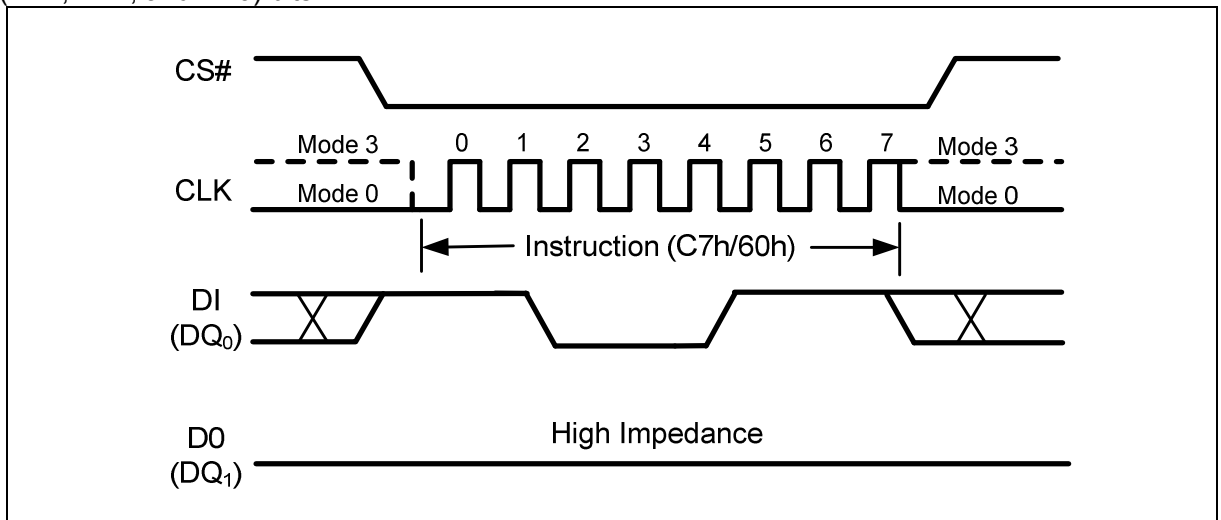 CS#
Mode 3 0 1 2 3 4 5 6 7 Mode 3
CLK
Mode 0 Mode 0
Instruction (C7h/60h)
DI
(DQ0)
High Impedance
D0
(DQ1)